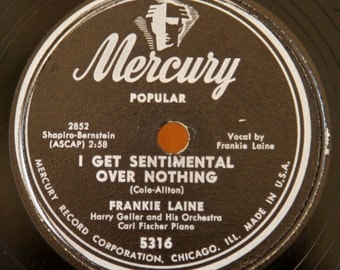 Mercury
POPULAR
2852
Shapiro-Bernstein
(ASCAP) 2:58
Vocal by
Frankie Laine
I GET SENTIMENTAL
OVER NOTHING
(Cole-Allton)
FRANKIE LAINE
Harry Geller and His Orchestra
Carl Fischer Piano
5316
MERCURY RECORD CORPORATION, CHICAGO, ILL. MADE IN U.S.A.